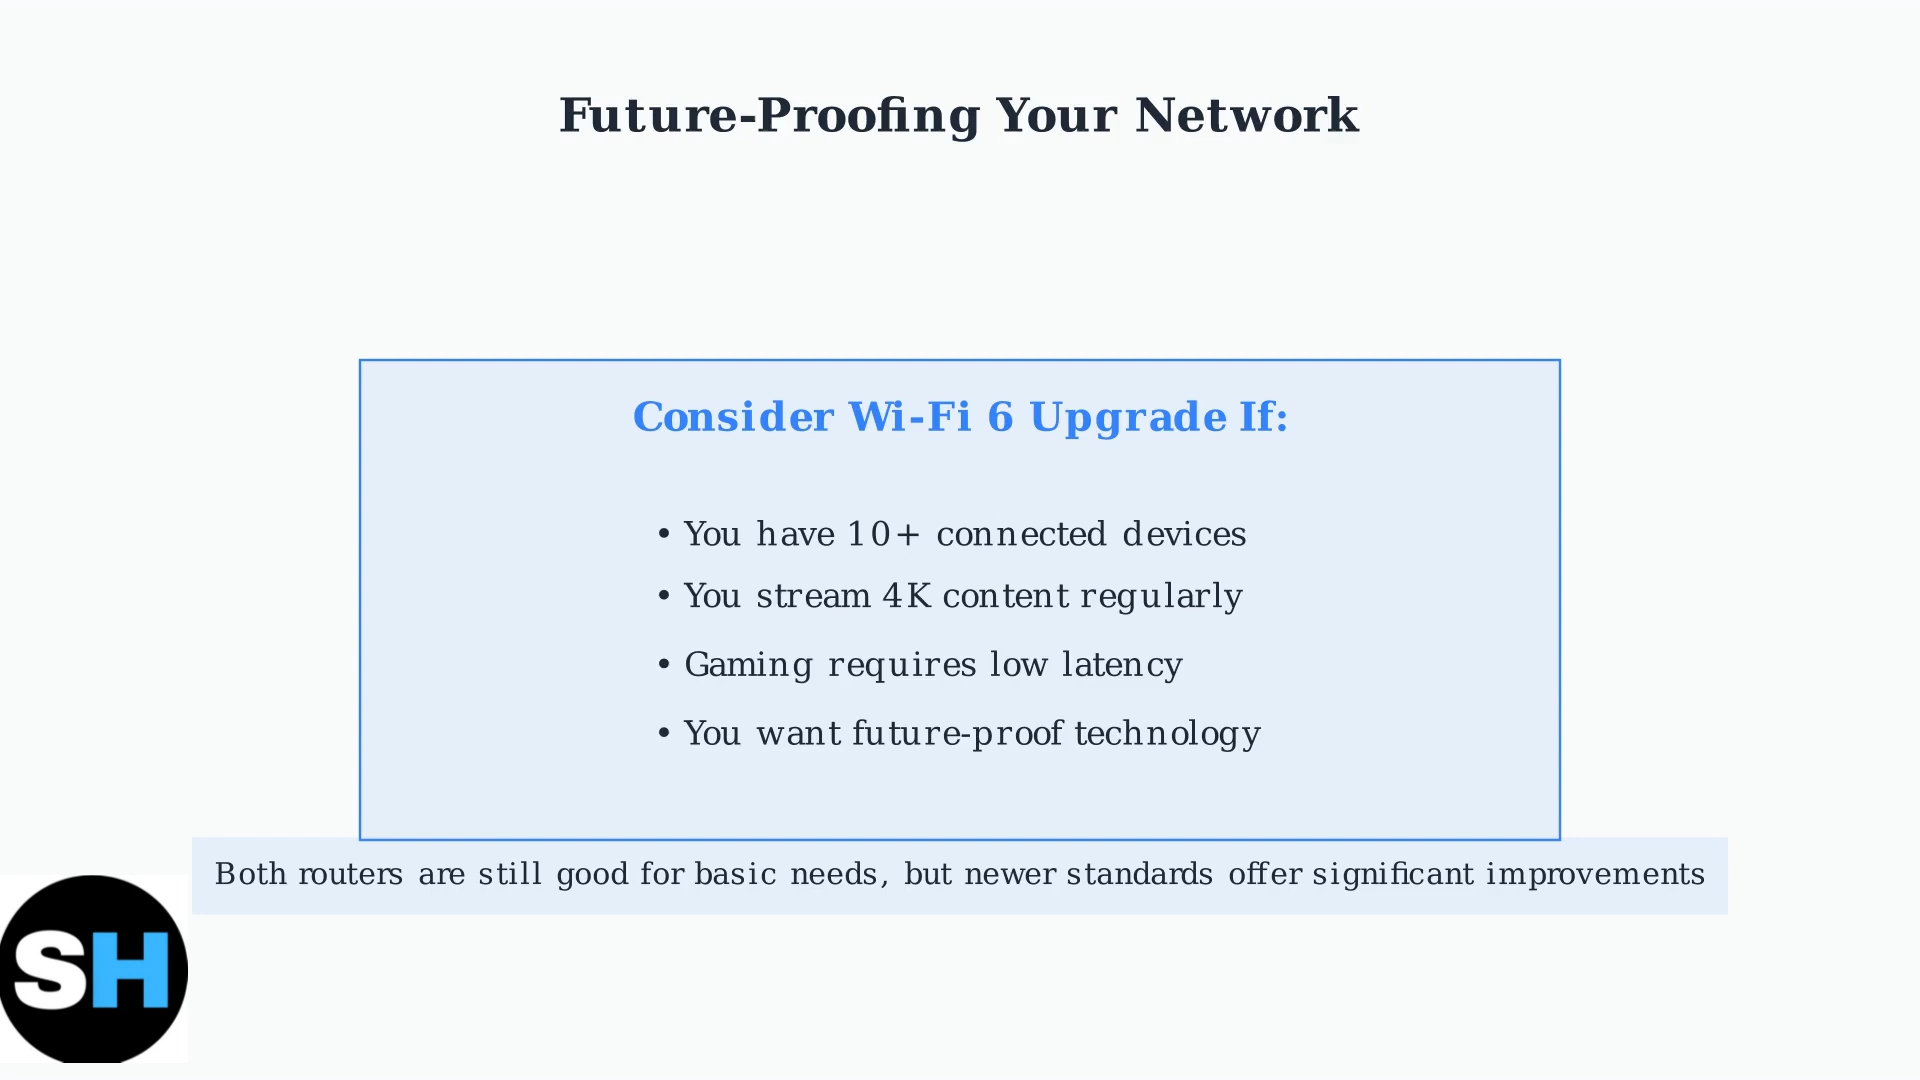 Future-Proofing Your Network
Consider Wi-Fi 6 Upgrade If:
• You have 10+ connected devices
• You stream 4K content regularly
• Gaming requires low latency
• You want future-proof technology
Both routers are still good for basic needs, but newer standards offer significant improvements
SH